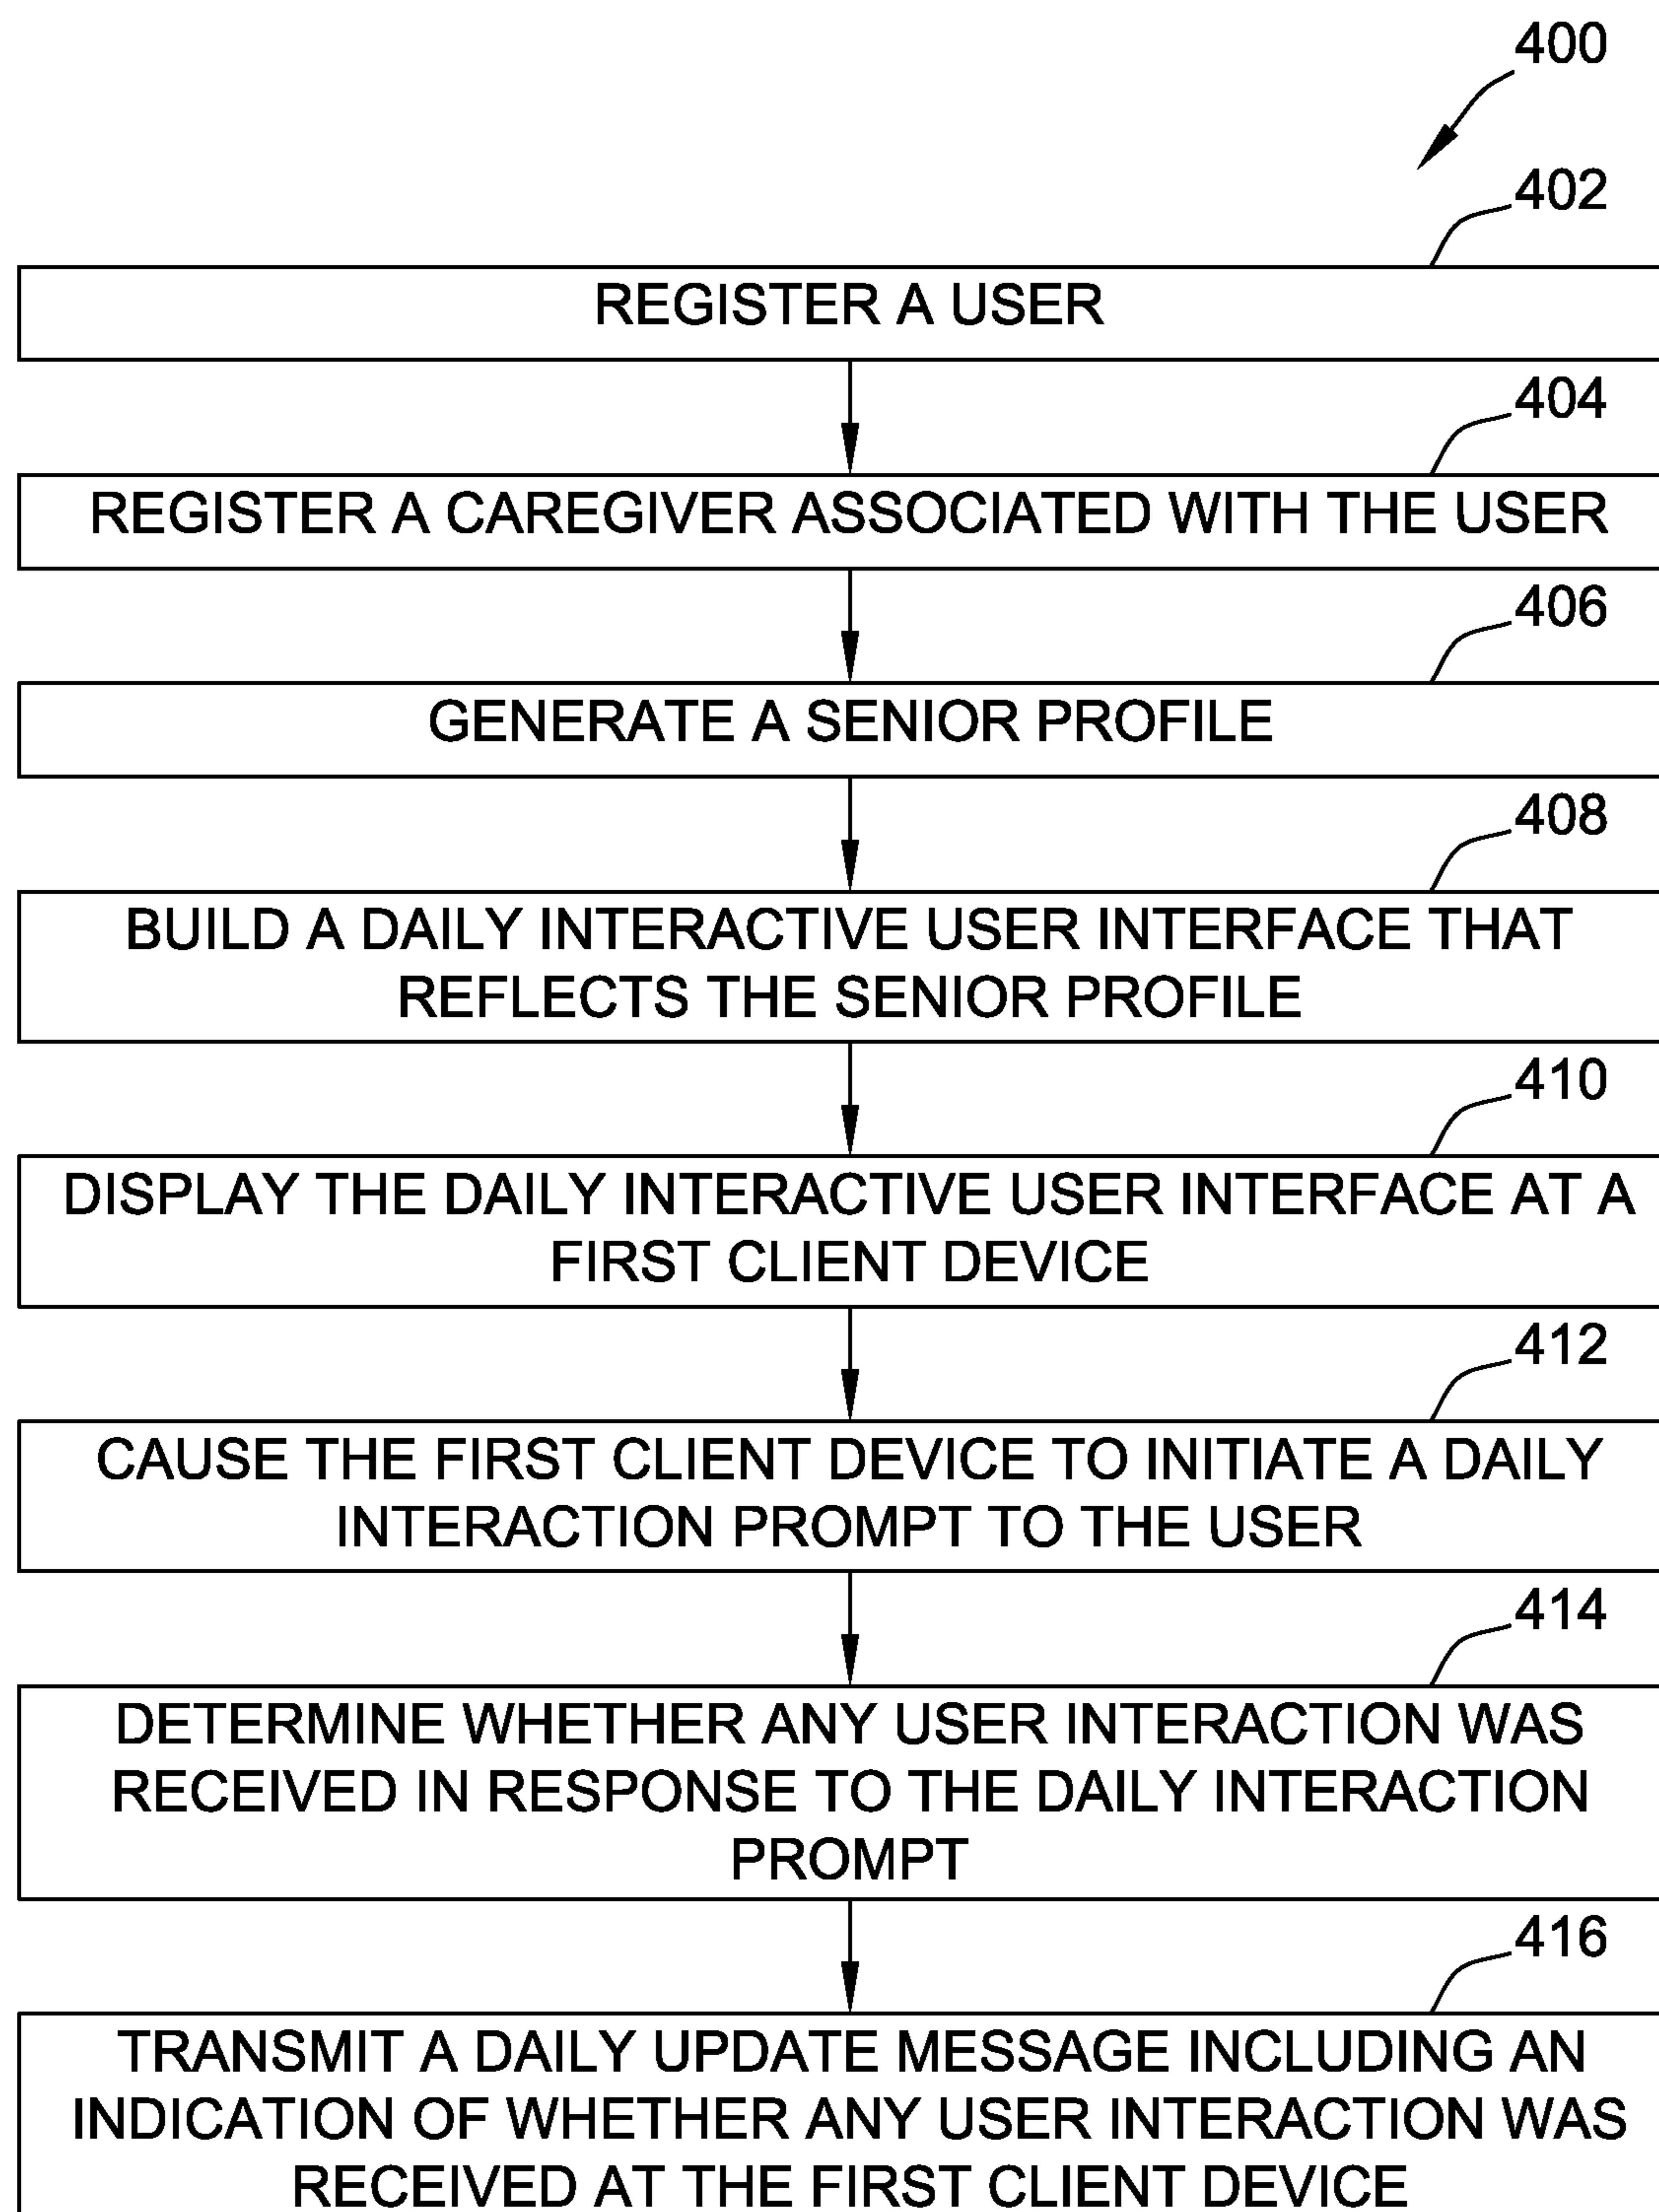 400
402
REGISTER A USER
404
REGISTER A CAREGIVER ASSOCIATED WITH THE USER
406
GENERATE A SENIOR PROFILE
408
BUILD A DAILY INTERACTIVE USER INTERFACE THAT
REFLECTS THE SENIOR PROFILE
410
DISPLAY THE DAILY INTERACTIVE USER INTERFACE AT A
FIRST CLIENT DEVICE
412
CAUSE THE FIRST CLIENT DEVICE TO INITIATE A DAILY
INTERACTION PROMPT TO THE USER
414
DETERMINE WHETHER ANY USER INTERACTION WAS
RECEIVED IN RESPONSE TO THE DAILY INTERACTION
PROMPT
416
TRANSMIT A DAILY UPDATE MESSAGE INCLUDING AN
INDICATION OF WHETHER ANY USER INTERACTION WAS
RECEIVED AT THE FIRST CLIENT DEVICE